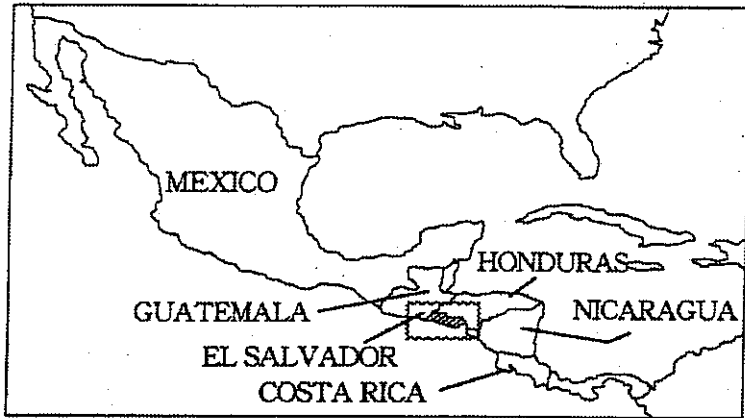 MEXICO
HONDURAS
GUATEMALA
NICARAGUA
EL SALVADOR
COSTA RICA